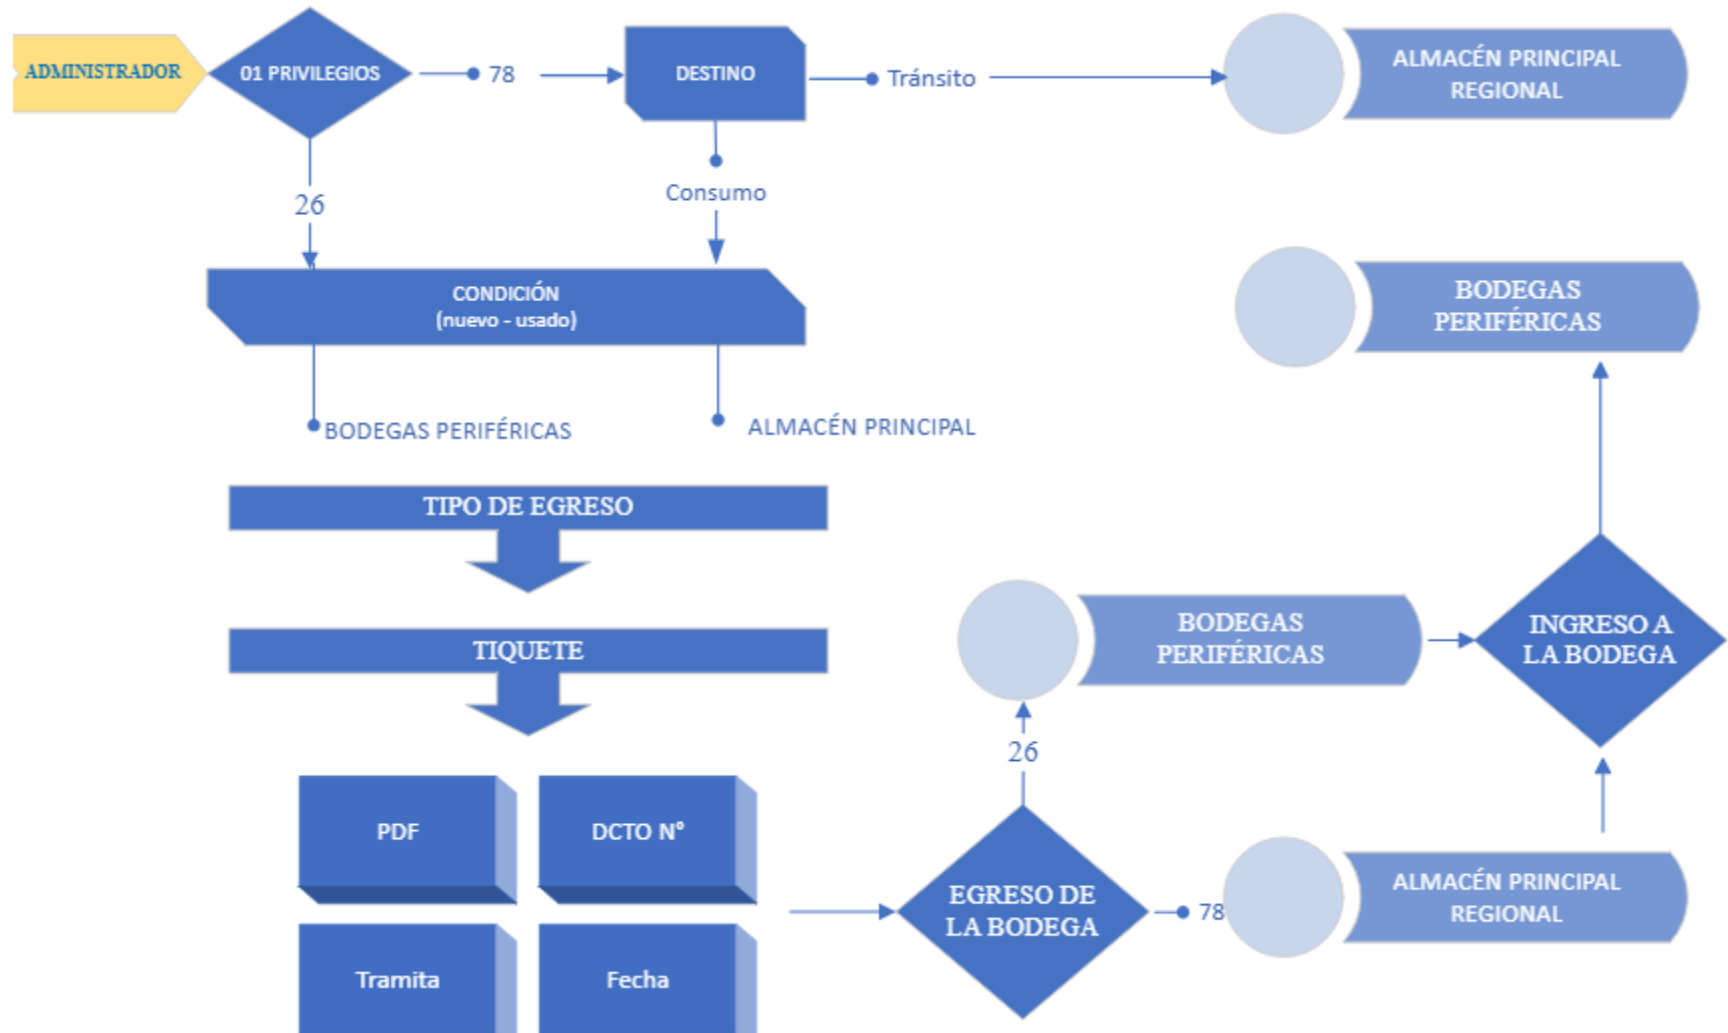 ADMINISTRADOR
01 PRIVILEGIOS
78
DESTINO
Tránsito
ALMACÉN PRINCIPAL
REGIONAL
26
Consumo
CONDICIÓN
(nuevo - usado)
BODEGAS
PERIFÉRICAS
BODEGAS PERIFÉRICAS
ALMACÉN PRINCIPAL
TIPO DE EGRESO
TIQUETE
BODEGAS
PERIFÉRICAS
INGRESO A
LA BODEGA
26
PDF
DCTO N°
EGRESO DE
LA BODEGA
78
ALMACÉN PRINCIPAL
REGIONAL
Tramita
Fecha